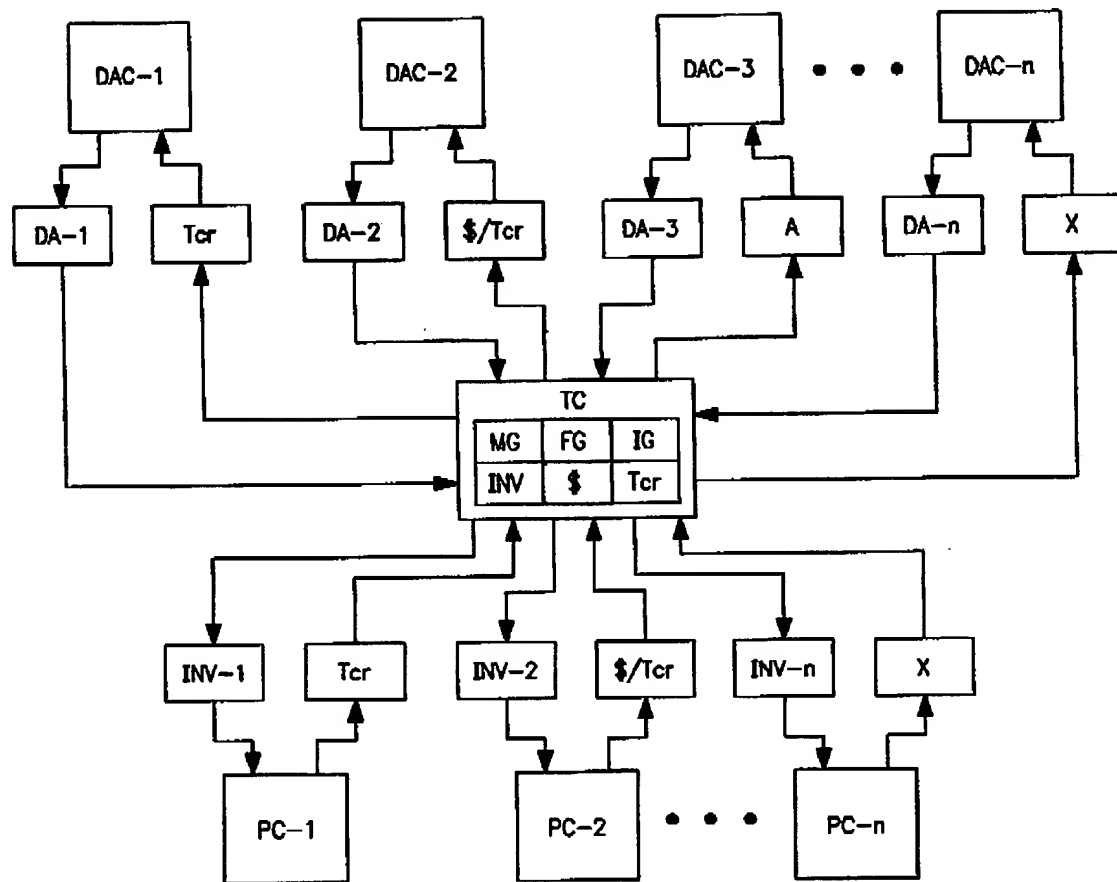 DAC-1
DAC-2
DAC-3
DAC-n
DA-1
Tcr
DA-2
$/Tcr
DA-3
A
DA-n
X
TC
MG FG IG
INV $ Tcr
INV-1
Tcr
INV-2
$/Tcr
INV-n
X
PC-1
PC-2
PC-n